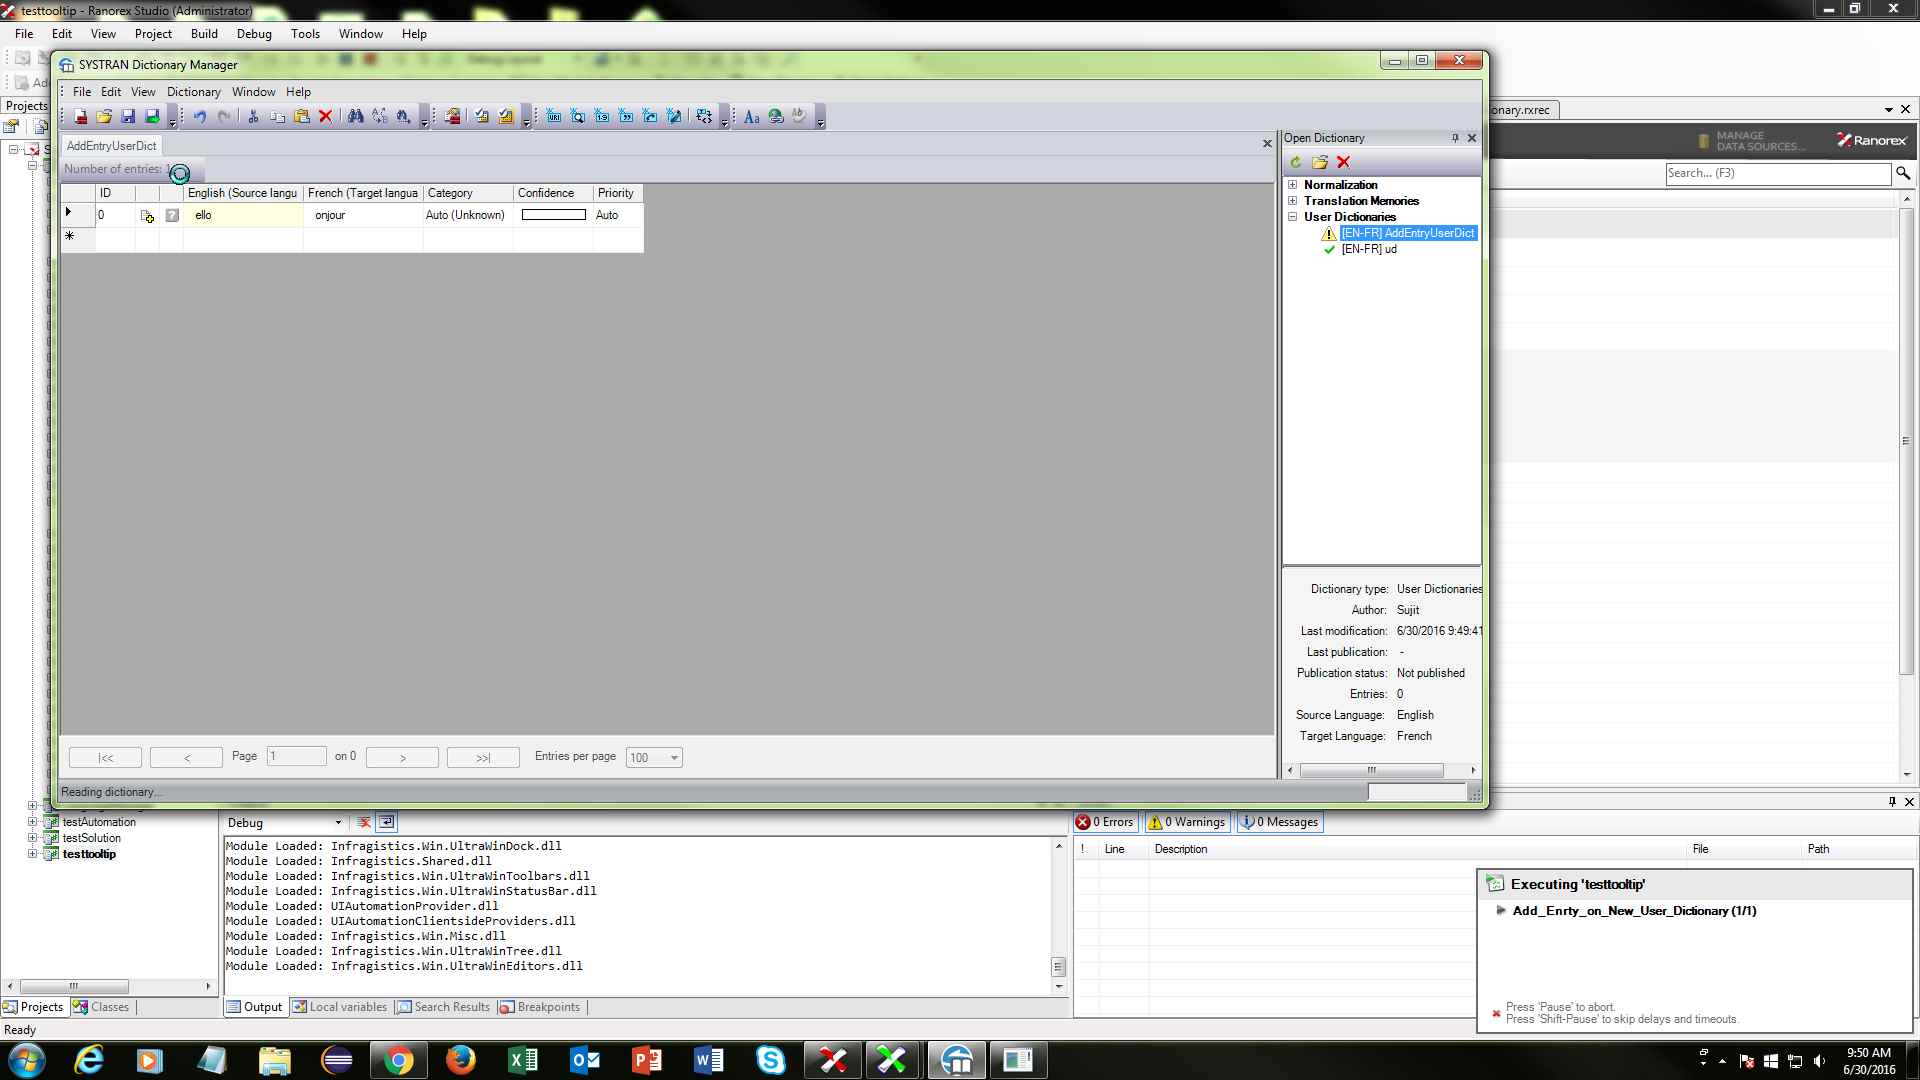 testtooltip - Ranorex Studio (Administrator)
File Edit View Project Build Debug Tools Window Help
SYSTRAN Dictionary Manager
File Edit View Dictionary Window Help
Projects
onary.rxrec
MANAGE
DATA SOURCES...
Ranorex
Search... (F3)
AddEntryUserDict
Number of entries:
ID English (Source langu French (Target langua Category Confidence Priority
0 ello onjour Auto (Unknown) Auto
Open Dictionary
Normalization
Translation Memories
User Dictionaries
[EN-FR] AddEntryUserDict
[EN-FR] ud
Dictionary type: User Dictionaries
Author: Sujit
Last modification: 6/30/2016 9:49:41
Last publication: -
Publication status: Not published
Entries: 0
Source Language: English
Target Language: French
|<< < Page 1 on 0 > >>| Entries per page 100
Reading dictionary...
testAutomation
testSolution
testtooltip
Debug
Module Loaded: Infragistics.Win.UltraWinDock.dll
Module Loaded: Infragistics.Shared.dll
Module Loaded: Infragistics.Win.UltraWinToolbars.dll
Module Loaded: Infragistics.Win.UltraWinStatusBar.dll
Module Loaded: UIAutomationProvider.dll
Module Loaded: UIAutomationClientsideProviders.dll
Module Loaded: Infragistics.Win.Misc.dll
Module Loaded: Infragistics.Win.UltraWinTree.dll
Module Loaded: Infragistics.Win.UltraWinEditors.dll
0 Errors 0 Warnings 0 Messages
! Line Description File Path
Executing 'testtooltip'
Add_Enrty_on_New_User_Dictionary (1/1)
Press 'Pause' to abort.
Press 'Shift-Pause' to skip delays and timeouts.
Projects Classes
Output Local variables Search Results Breakpoints
Ready
9:50 AM
6/30/2016